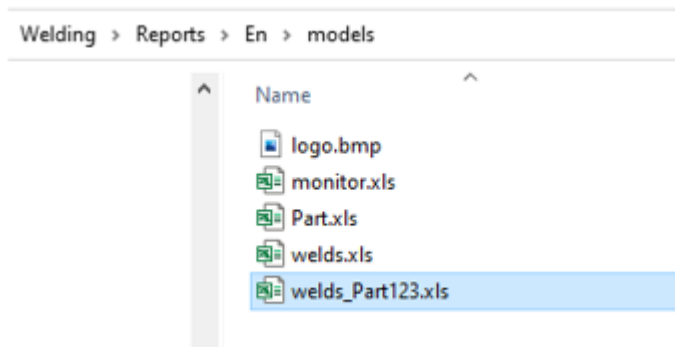 Welding > Reports > En > models
Name
logo.bmp
monitor.xls
Part.xls
welds.xls
welds_Part123.xls